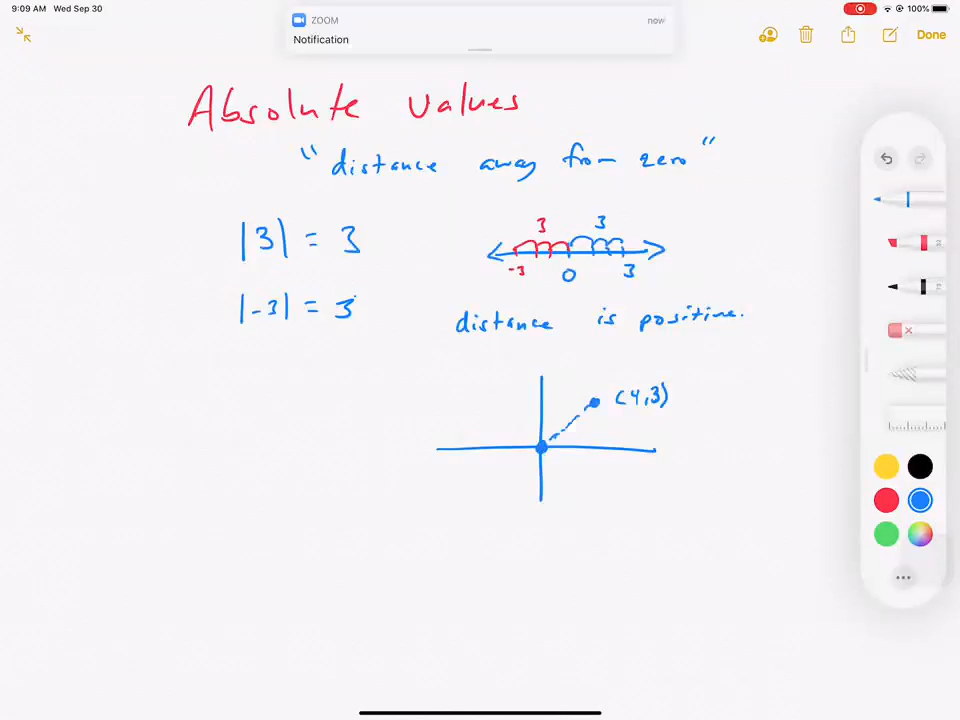 9:09 AM Wed Sep 30
100%
ZOOM
now
Notification
Done
Absolute values
"distance away from zero"
|3| = 3
3 3
-3 0 3
|-3| = 3
distance is positive.
(4,3)